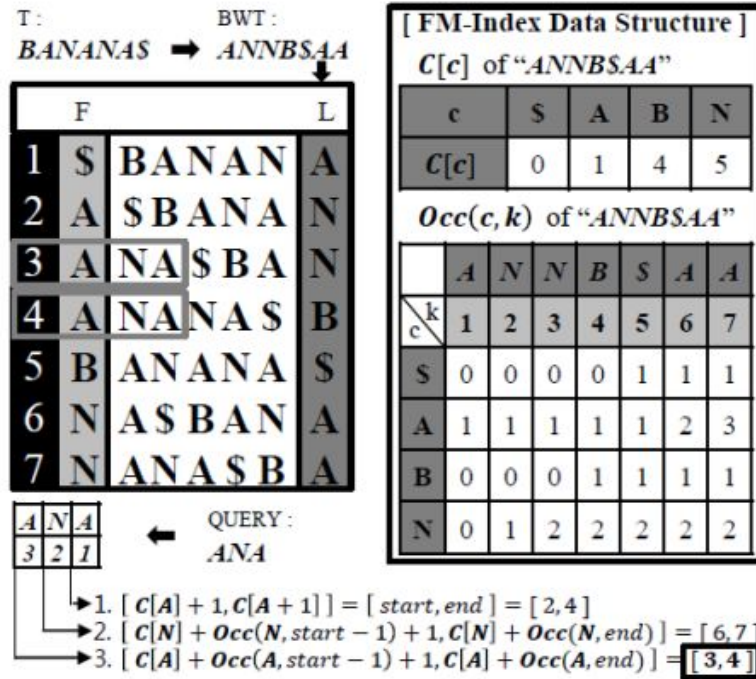 T :
BWT :
BANANA$ ➡ ANNB$AA
F L
1 $ BANAN A
2 A $BANA N
3 A NA$BA N
4 A NANA$ B
5 B ANANA $
6 N A$BAN A
7 N ANA$B A
A N A
3 2 1
⬅ QUERY :
ANA
[ FM-Index Data Structure ]
C[c] of “ANNB$AA”
c $ A B N
C[c] 0 1 4 5
Occ(c, k) of “ANNB$AA”
A N N B $ A A
c\k 1 2 3 4 5 6 7
$ 0 0 0 0 1 1 1
A 1 1 1 1 1 2 3
B 0 0 0 1 1 1 1
N 0 1 2 2 2 2 2
1. [ C[A] + 1, C[A + 1] ] = [ start, end ] = [ 2, 4 ]
2. [ C[N] + Occ(N, start − 1) + 1, C[N] + Occ(N, end) ] = [ 6, 7 ]
3. [ C[A] + Occ(A, start − 1) + 1, C[A] + Occ(A, end) ] = [ 3, 4 ]